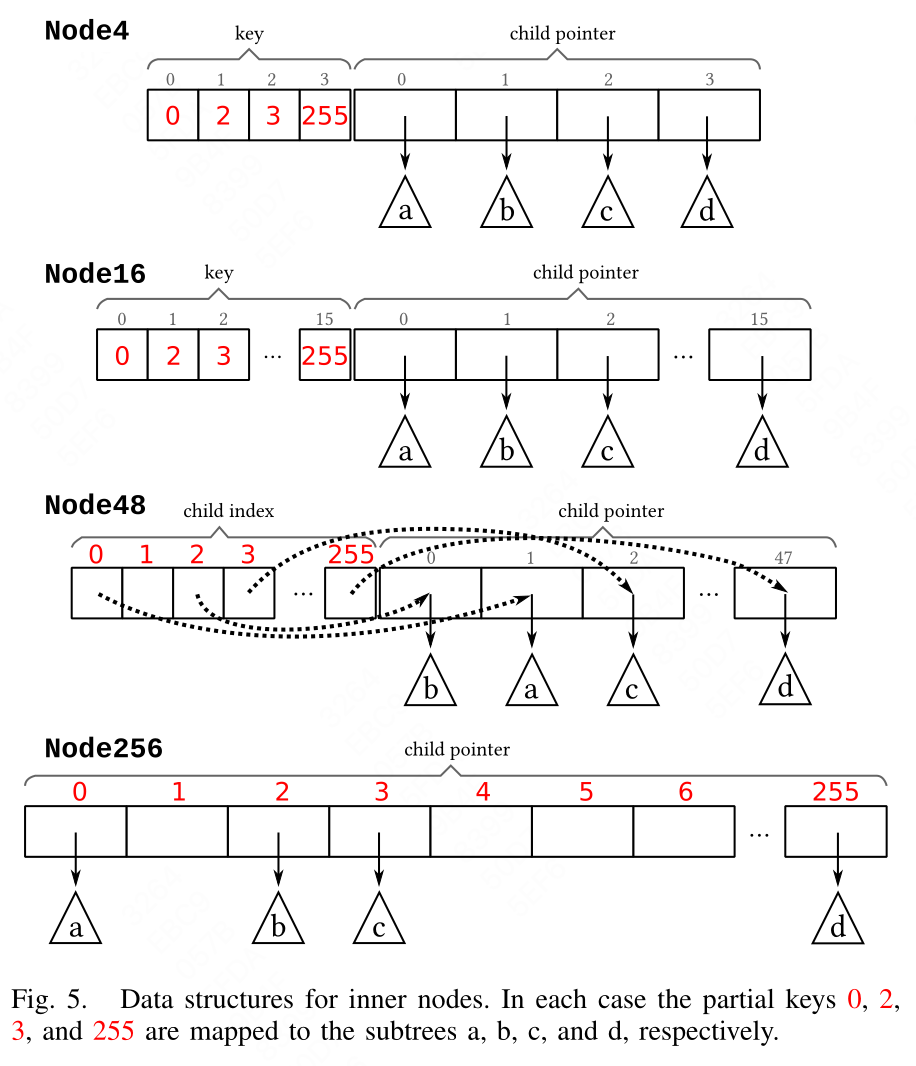 Node4
key child pointer
0 1 2 3 0 1 2 3
0 2 3 255
a b c d
Node16
key child pointer
0 1 2 15 0 1 2 15
0 2 3 ... 255 ...
a b c d
Node48
child index child pointer
0 1 2 3 255 0 1 2 47
... ...
b a c d
Node256
child pointer
0 1 2 3 4 5 6 255
...
a b c d
Fig. 5. Data structures for inner nodes. In each case the partial keys 0, 2,
3, and 255 are mapped to the subtrees a, b, c, and d, respectively.